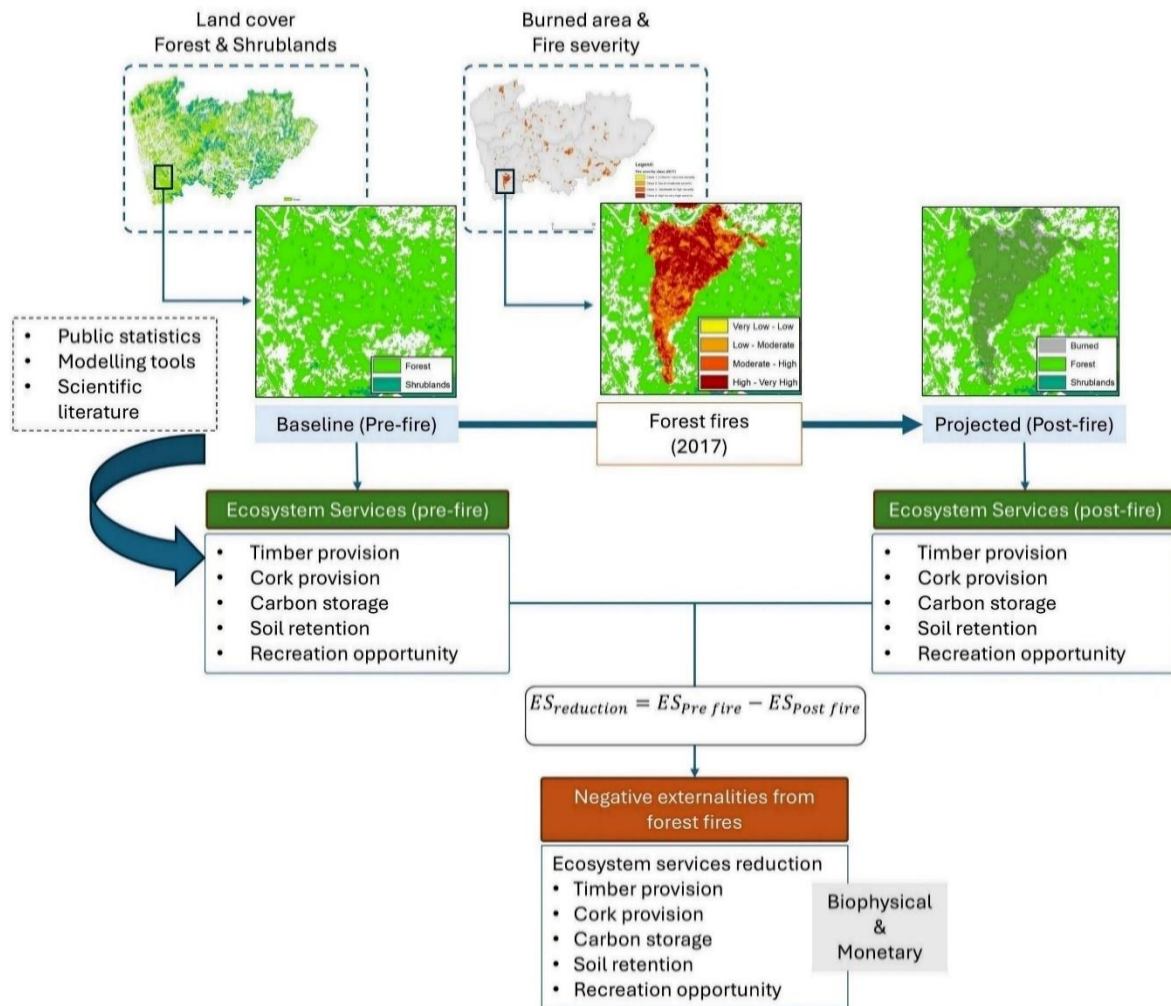 Land cover
Forest & Shrublands
Burned area &
Fire severity
Forest
Shrublands
Very Low - Low
Low - Moderate
Moderate - High
High - Very High
Burned
Forest
Shrublands
• Public statistics
• Modelling tools
• Scientific
literature
Baseline (Pre-fire)
Forest fires
(2017)
Projected (Post-fire)
Ecosystem Services (pre-fire)
• Timber provision
• Cork provision
• Carbon storage
• Soil retention
• Recreation opportunity
Ecosystem Services (post-fire)
• Timber provision
• Cork provision
• Carbon storage
• Soil retention
• Recreation opportunity
ES_reduction = ES_Pre fire − ES_Post fire
Negative externalities from
forest fires
Ecosystem services reduction
• Timber provision
• Cork provision
• Carbon storage
• Soil retention
• Recreation opportunity
Biophysical
&
Monetary